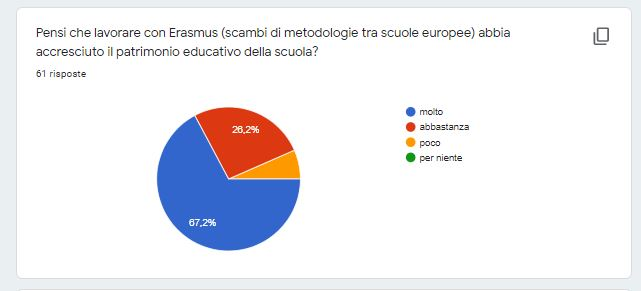 Pensi che lavorare con Erasmus (scambi di metodologie tra scuole europee) abbia
accresciuto il patrimonio educativo della scuola?
61 risposte
molto
abbastanza
poco
per niente
26,2%
67,2%